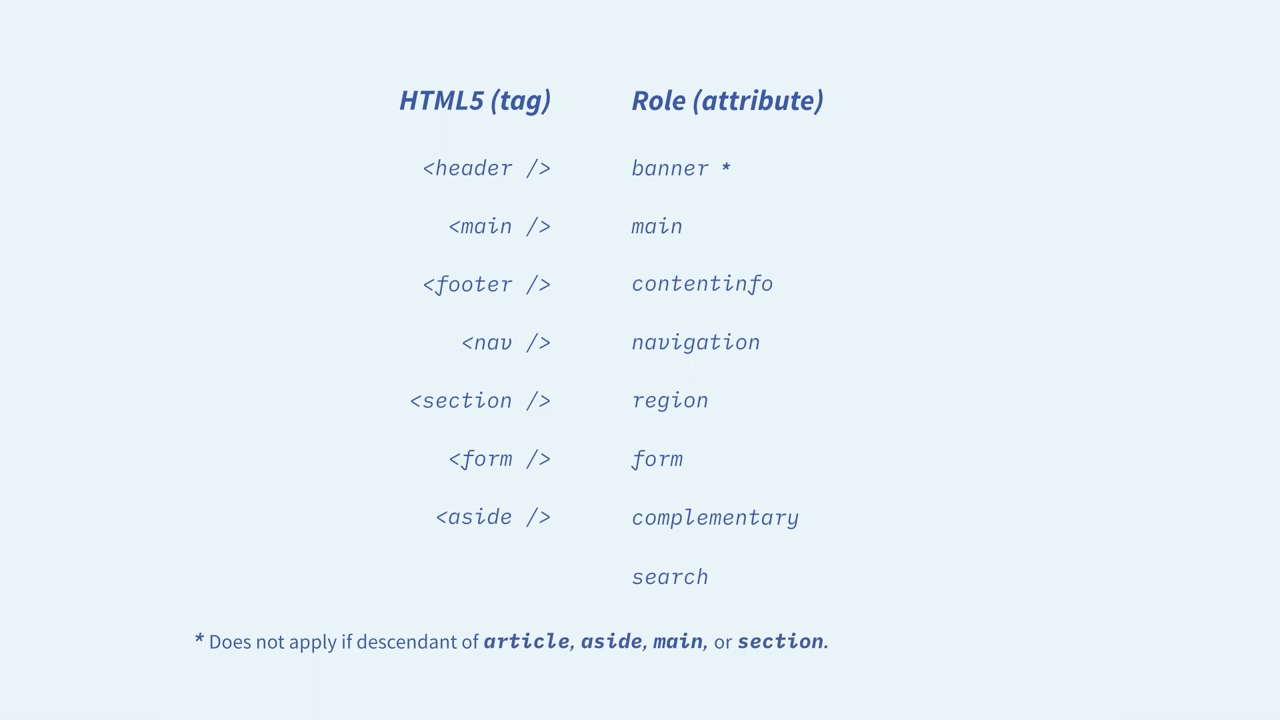 HTML5 (tag) Role (attribute)
<header /> banner *
<main /> main
<footer /> contentinfo
<nav /> navigation
<section /> region
<form /> form
<aside /> complementary
search
* Does not apply if descendant of article, aside, main, or section.